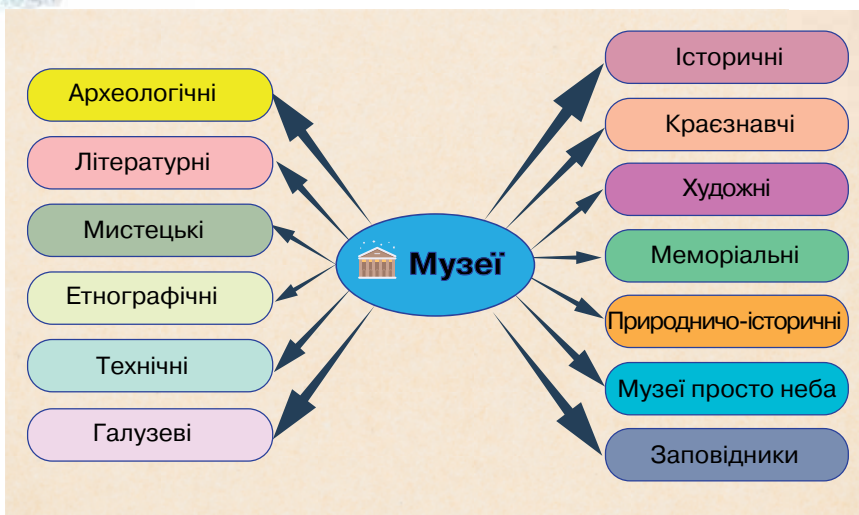 Археологічні
Літературні
Мистецькі
Етнографічні
Технічні
Галузеві
Музеї
Історичні
Краєзнавчі
Художні
Меморіальні
Природничо-історичні
Музеї просто неба
Заповідники